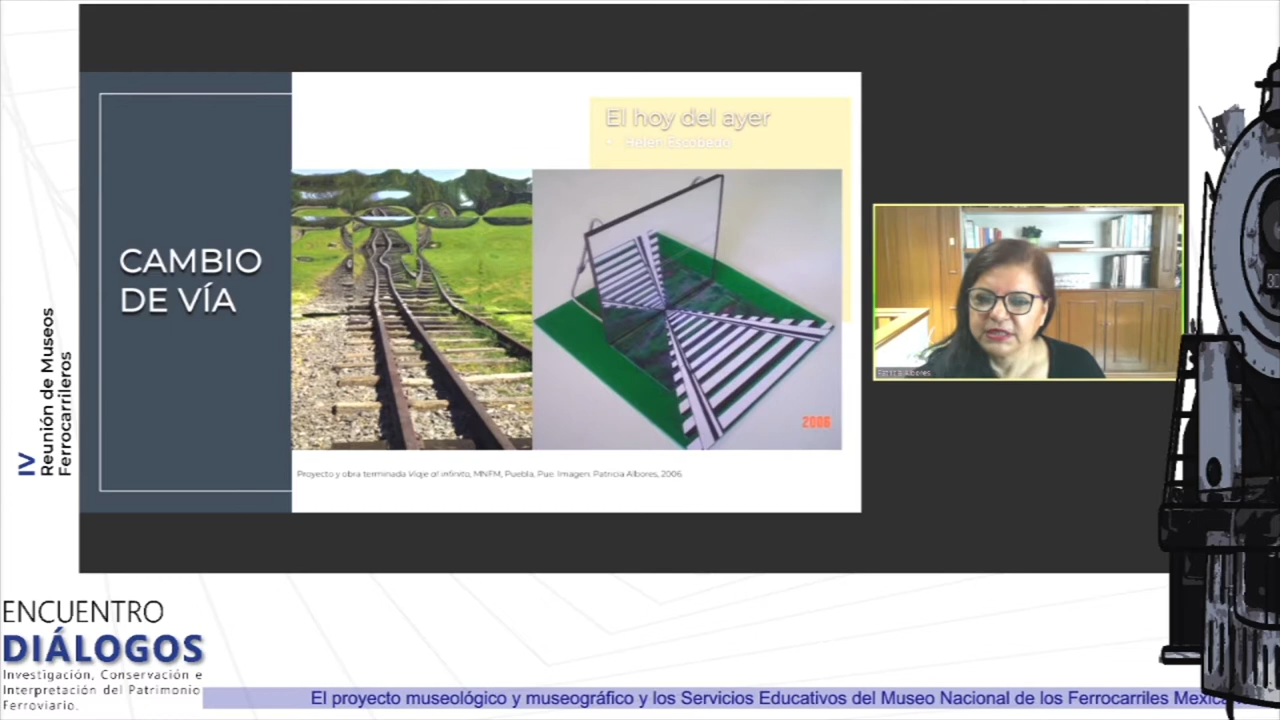 El hoy del ayer
• Helen Escobedo
CAMBIO
DE VÍA
2006
Proyecto y obra terminada Viaje al infinito, MNFM, Puebla, Pue. Imagen: Patricia Albores, 2006.
Patricia Albores
IV
Reunión de Museos
Ferrocarrileros
ENCUENTRO
DIÁLOGOS
Investigación, Conservación e
Interpretación del Patrimonio
Ferroviario.
El proyecto museológico y museográfico y los Servicios Educativos del Museo Nacional de los Ferrocarriles